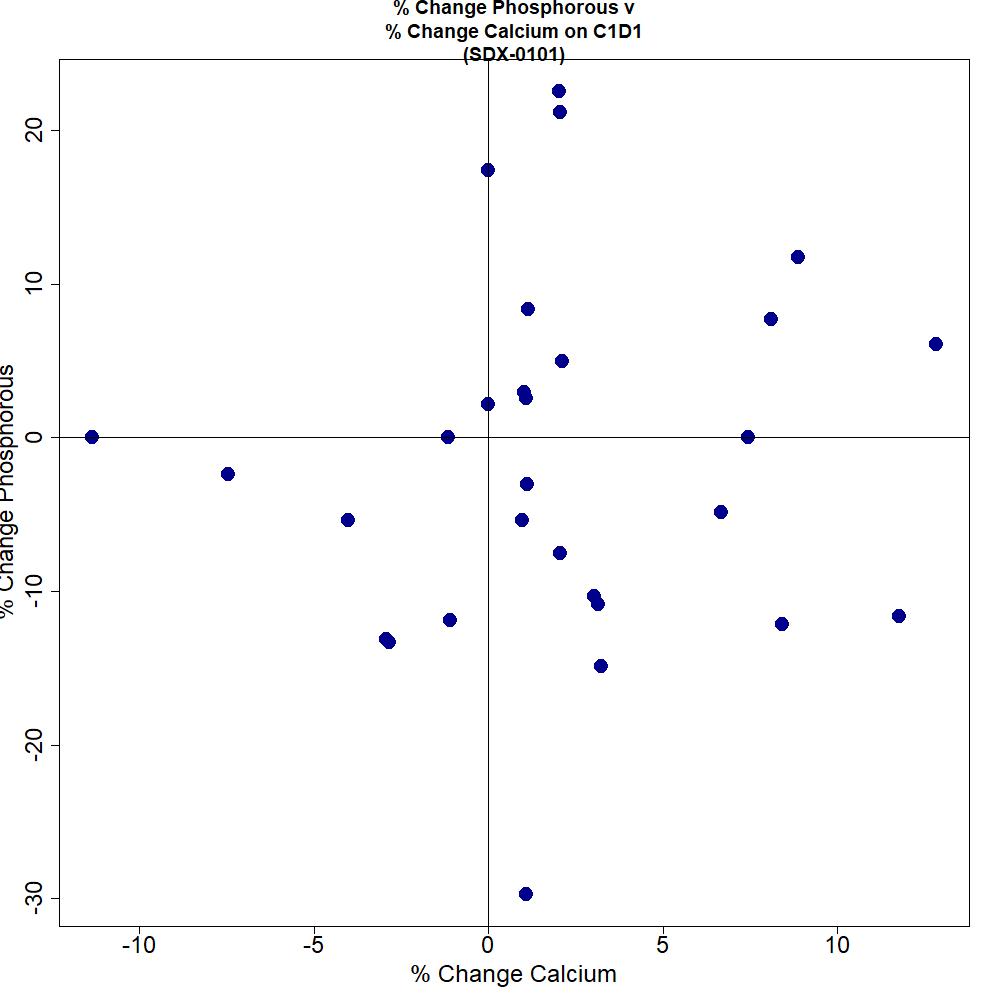 % Change Phosphorous v
% Change Calcium on C1D1
(SDX-0101)
% Change Phosphorous
20
10
0
-10
-20
-30
-10
-5
0
5
10
% Change Calcium